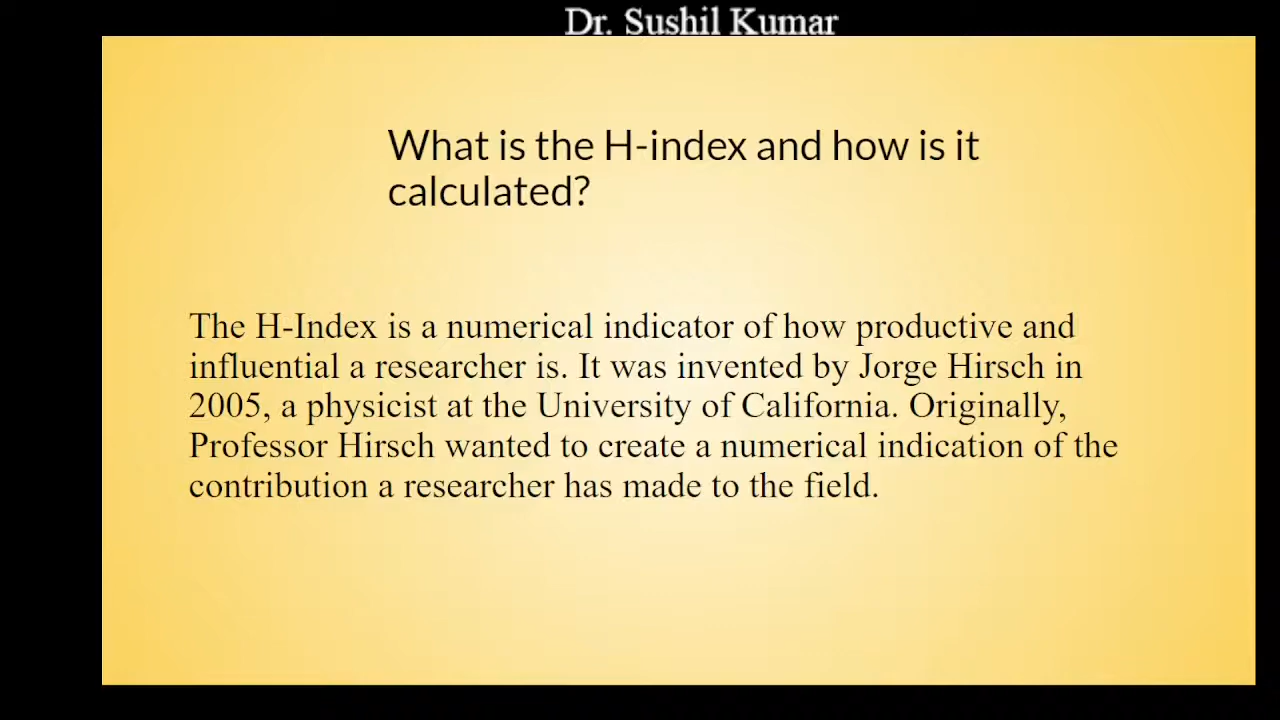 Dr. Sushil Kumar
What is the H-index and how is it
calculated?
The H-Index is a numerical indicator of how productive and
influential a researcher is. It was invented by Jorge Hirsch in
2005, a physicist at the University of California. Originally,
Professor Hirsch wanted to create a numerical indication of the
contribution a researcher has made to the field.